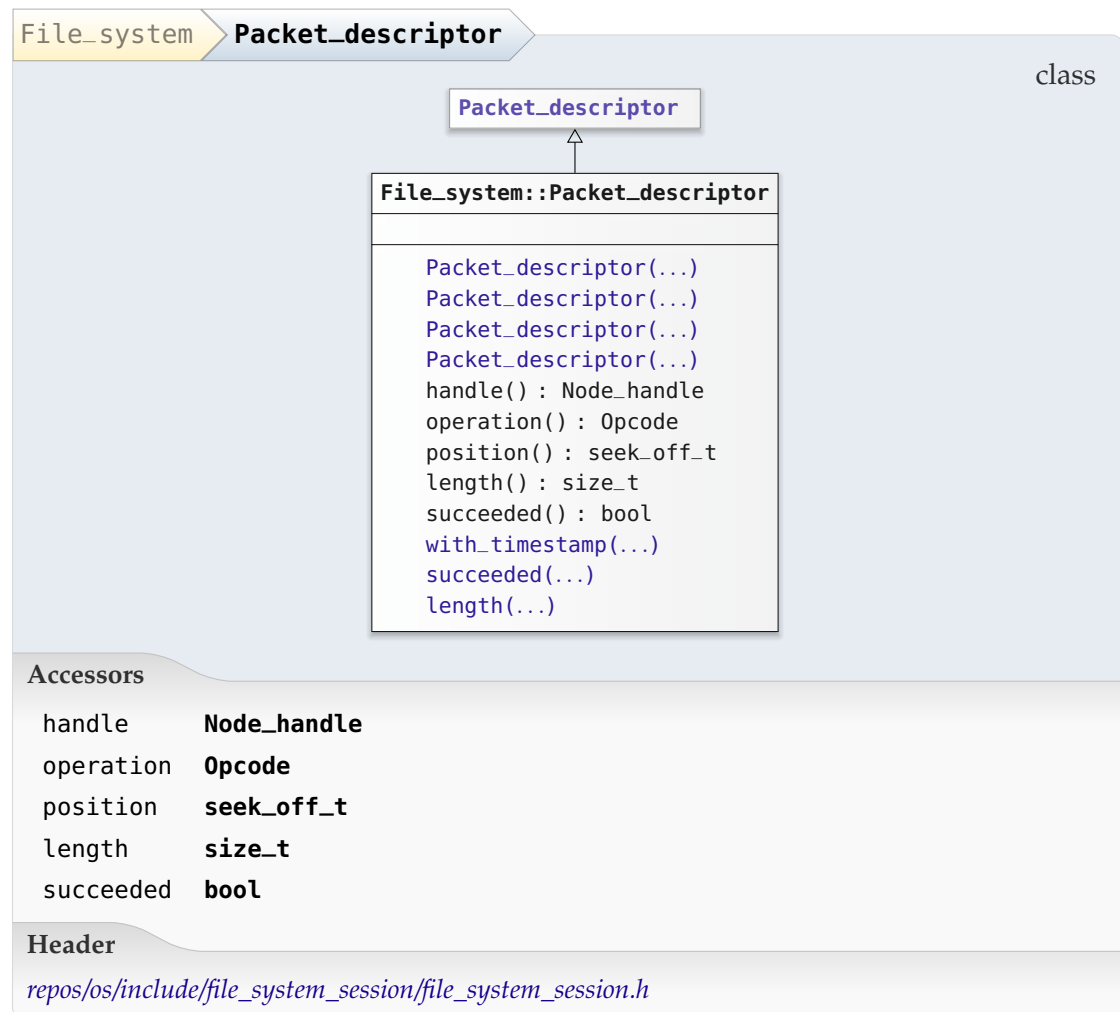 File_system Packet_descriptor
class
Packet_descriptor
File_system::Packet_descriptor
Packet_descriptor(...)
Packet_descriptor(...)
Packet_descriptor(...)
Packet_descriptor(...)
handle() : Node_handle
operation() : Opcode
position() : seek_off_t
length() : size_t
succeeded() : bool
with_timestamp(...)
succeeded(...)
length(...)
Accessors
handle Node_handle
operation Opcode
position seek_off_t
length size_t
succeeded bool
Header
repos/os/include/file_system_session/file_system_session.h